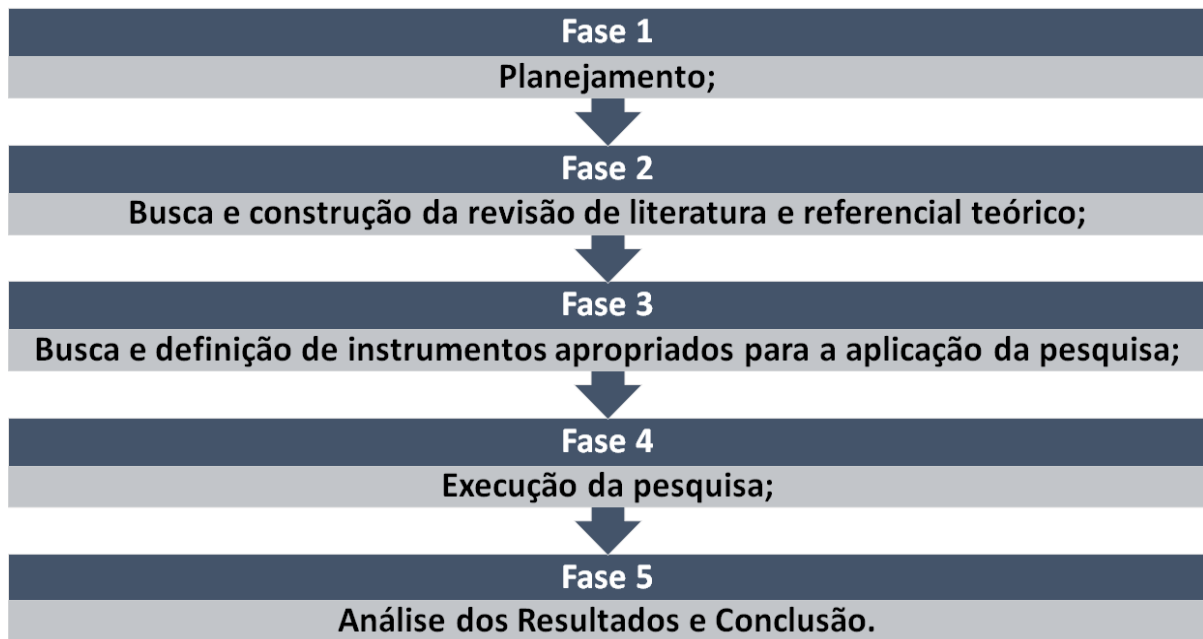 Fase 1
Planejamento;
Fase 2
Busca e construção da revisão de literatura e referencial teórico;
Fase 3
Busca e definição de instrumentos apropriados para a aplicação da pesquisa;
Fase 4
Execução da pesquisa;
Fase 5
Análise dos Resultados e Conclusão.